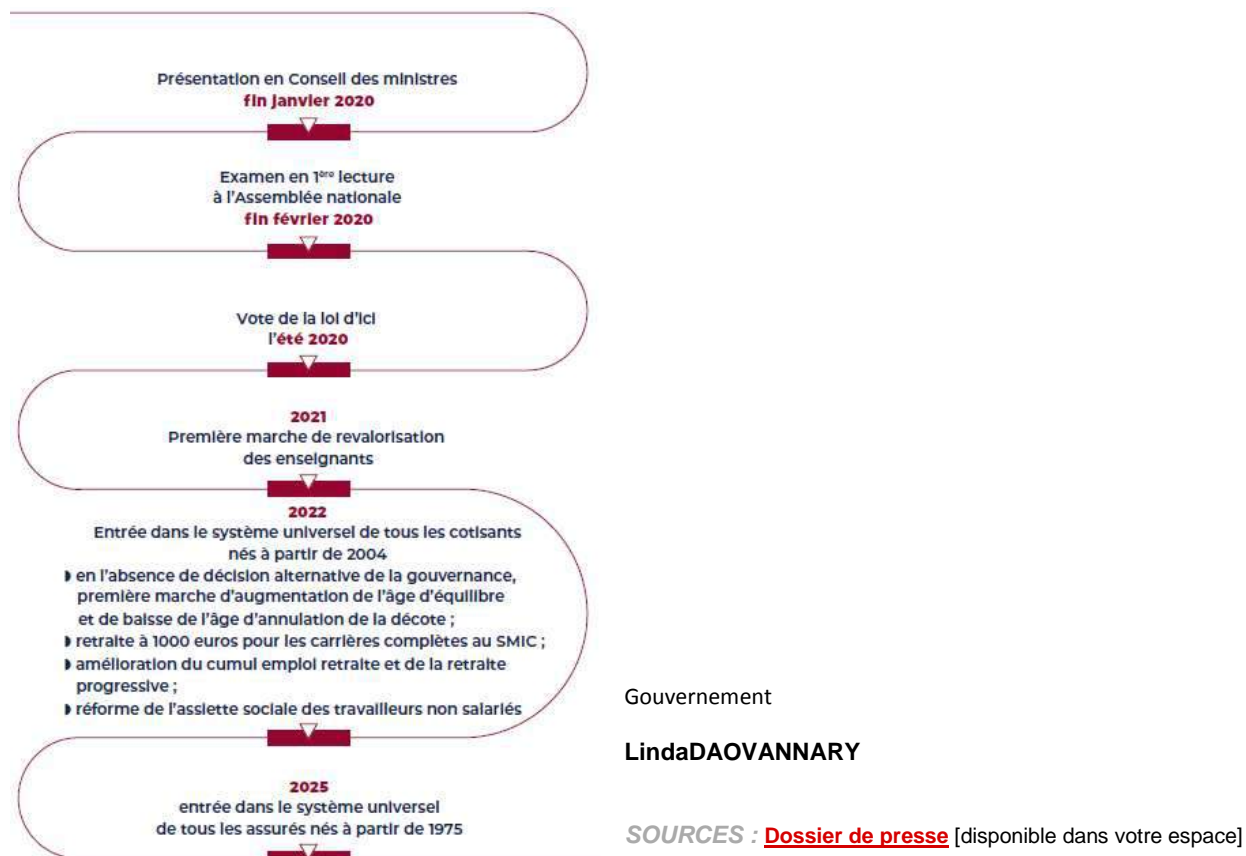 Présentation en Conseil des ministres
fin janvier 2020
Examen en 1ère lecture
à l'Assemblée nationale
fin février 2020
Vote de la loi d'ici
l'été 2020
2021
Première marche de revalorisation
des enseignants
2022
Entrée dans le système universel de tous les cotisants
nés à partir de 2004
en l'absence de décision alternative de la gouvernance,
première marche d'augmentation de l'âge d'équilibre
et de baisse de l'âge d'annulation de la décote ;
retraite à 1000 euros pour les carrières complètes au SMIC ;
amélioration du cumul emploi retraite et de la retraite
progressive ;
réforme de l'assiette sociale des travailleurs non salariés
2025
entrée dans le système universel
de tous les assurés nés à partir de 1975
Gouvernement
LindaDAOVANNARY
SOURCES : Dossier de presse [disponible dans votre espace]